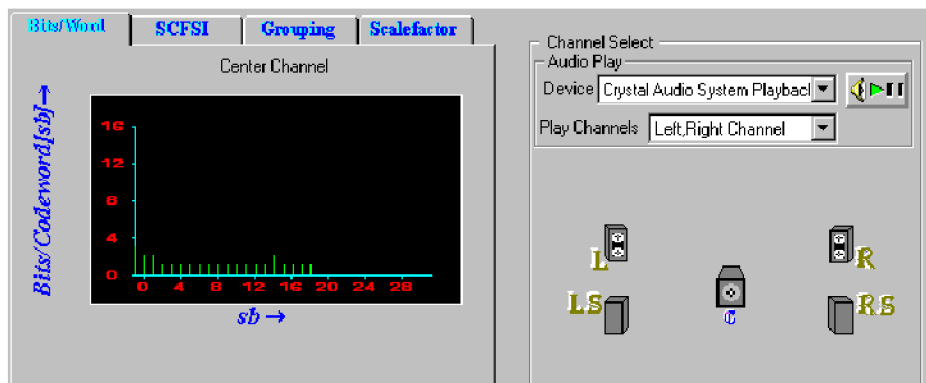 Bits/Word SCFSI Grouping Scalefactor
Center Channel
Bits/Codeword[sb]→
16
12
8
4
0
0 4 8 12 16 20 24 28
sb →
Channel Select
Audio Play
Device Crystal Audio System Playbacl
Play Channels Left,Right Channel
L
R
LS
C
RS